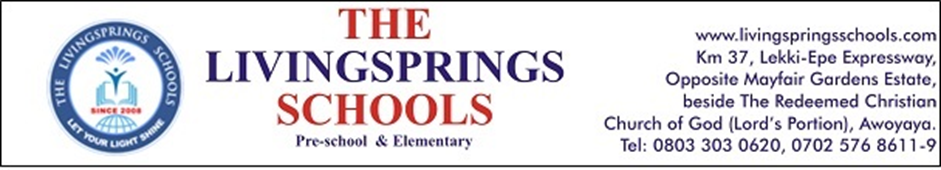 THE LIVINGSPRINGS SCHOOLS
SINCE 2008
LET YOUR LIGHT SHINE
THE
LIVINGSPRINGS
SCHOOLS
Pre-school & Elementary
www.livingspringsschools.com
Km 37, Lekki-Epe Expressway,
Opposite Mayfair Gardens Estate,
beside The Redeemed Christian
Church of God (Lord's Portion), Awoyaya.
Tel: 0803 303 0620, 0702 576 8611-9